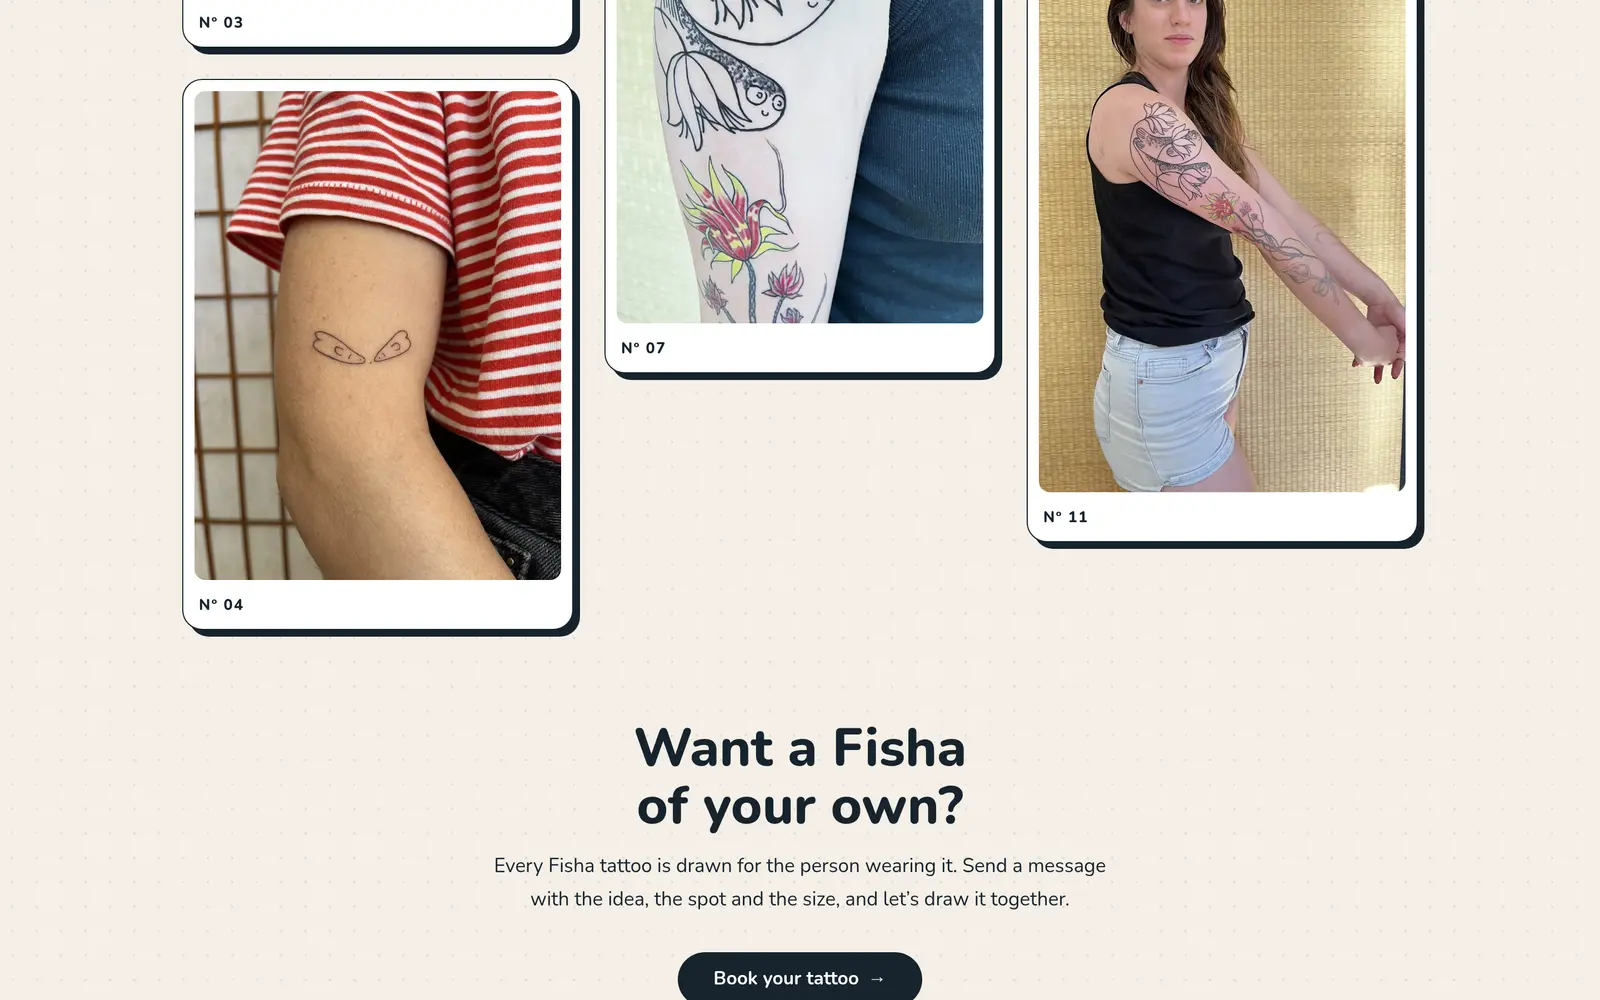 N° 03
N° 04
N° 07
N° 11
Want a Fisha
of your own?
Every Fisha tattoo is drawn for the person wearing it. Send a message
with the idea, the spot and the size, and let’s draw it together.
Book your tattoo →